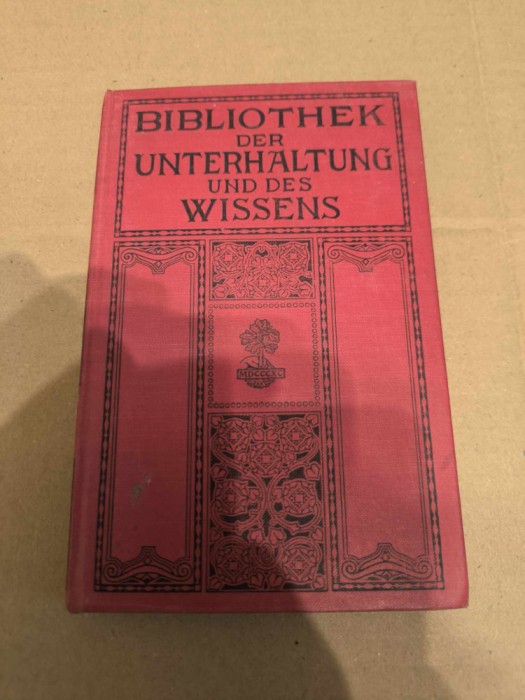 BIBLIOTHEK
DER
UNTERHALTUNG
UND DES
WISSENS
MDCCCXC